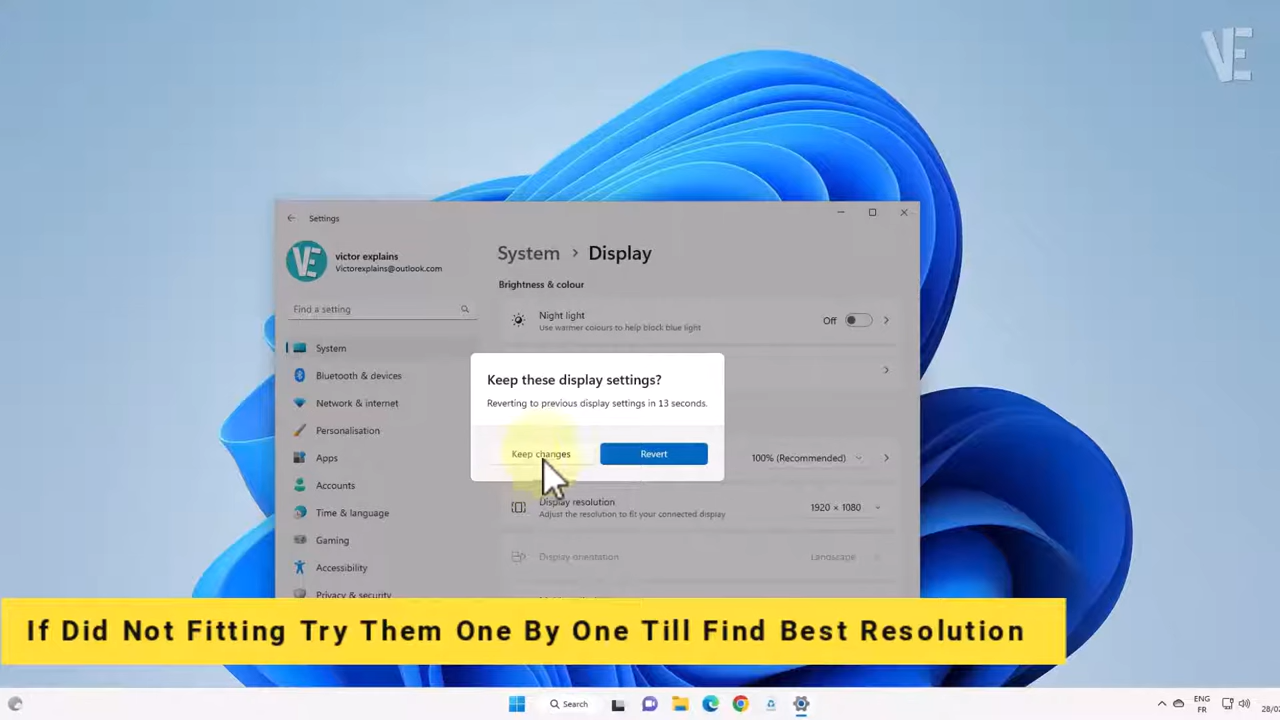 VE
Settings
VE
victor explains
Victorexplains@outlook.com
Find a setting
System
Bluetooth & devices
Network & internet
Personalisation
Apps
Accounts
Time & language
Gaming
Accessibility
Privacy & security
System > Display
Brightness & colour
Night light
Use warmer colours to help block blue light
Off
Keep these display settings?
Reverting to previous display settings in 13 seconds.
Keep changes
Revert
100% (Recommended)
Display resolution
Adjust the resolution to fit your connected display
1920 × 1080
Display orientation
Landscape
If Did Not Fitting Try Them One By One Till Find Best Resolution
Search
ENG
FR
28/02